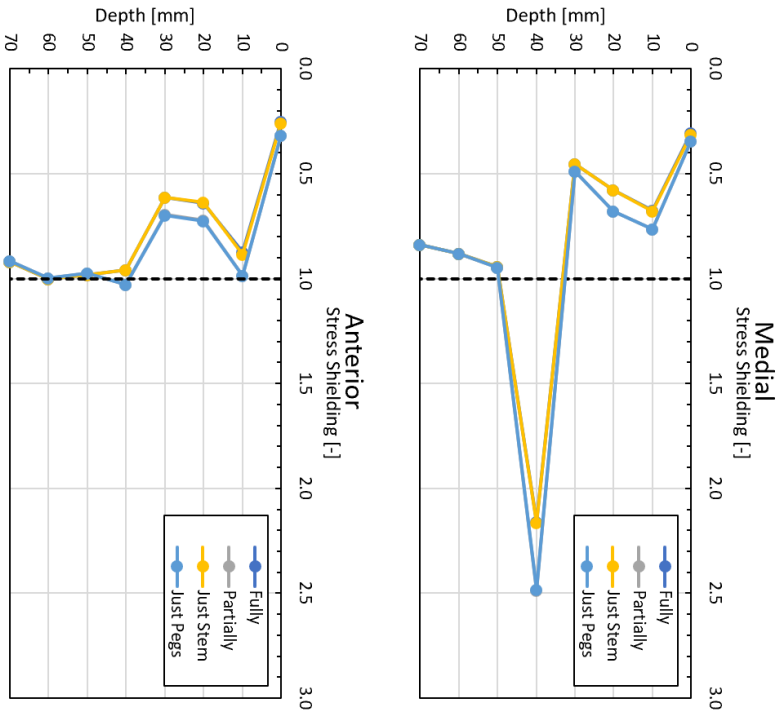 Medial
Stress Shielding [-]
0.0
0.5
1.0
1.5
2.0
2.5
3.0
Depth [mm]
0
10
20
30
40
50
60
70
Fully
Partially
Just Stem
Just Pegs
Anterior
Stress Shielding [-]
0.0
0.5
1.0
1.5
2.0
2.5
3.0
Depth [mm]
0
10
20
30
40
50
60
70
Fully
Partially
Just Stem
Just Pegs